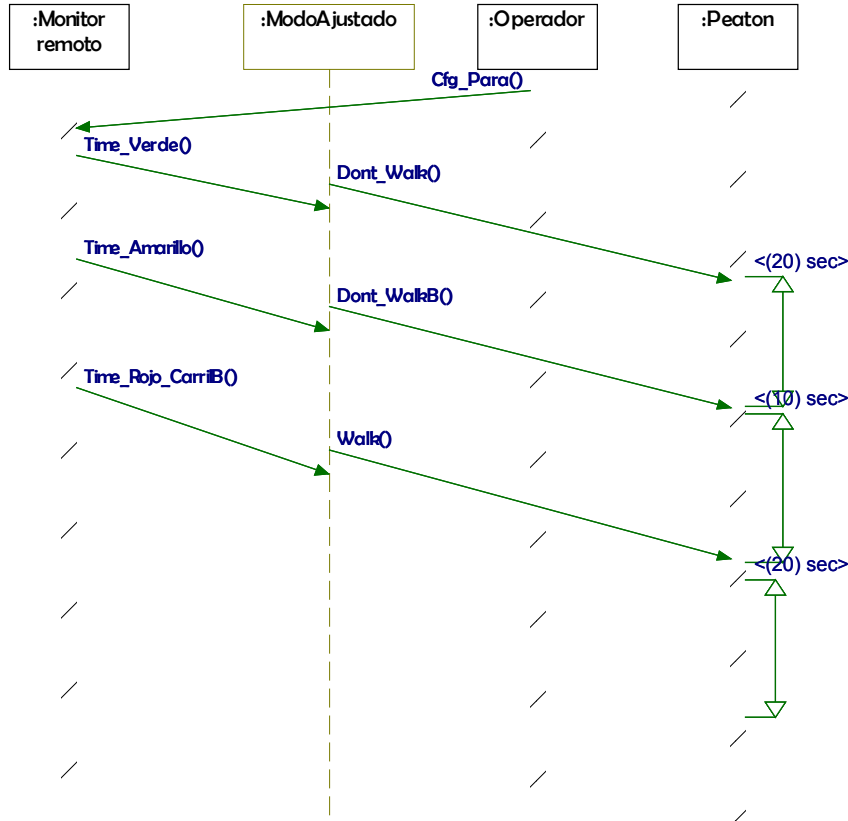 :Monitor
remoto
:ModoAjustado
:Operador
:Peaton
Cfg_Para()
Time_Verde()
Dont_Walk()
Time_Amarillo()
<(20) sec>
Dont_WalkB()
Time_Rojo_CarrilB()
<(10) sec>
Walk()
<(20) sec>